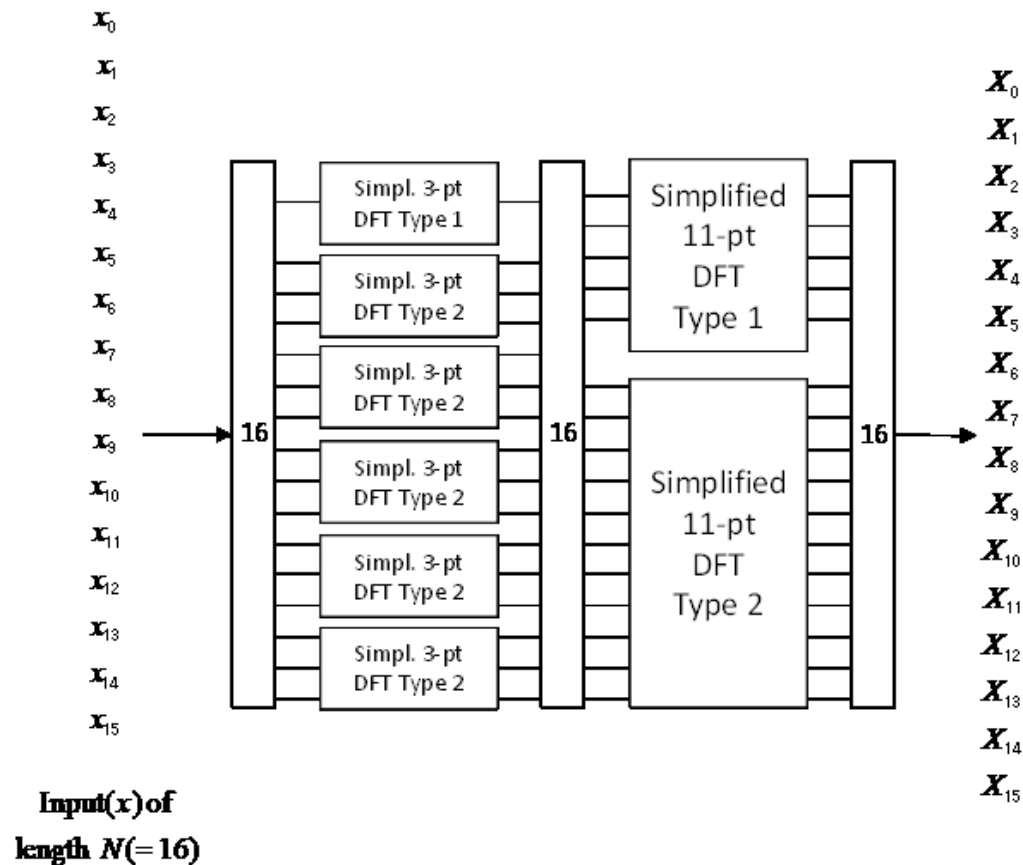 x₀
x₁
x₂
x₃
x₄
x₅
x₆
x₇
x₈
x₉
x₁₀
x₁₁
x₁₂
x₁₃
x₁₄
x₁₅
Input(x) of
length N(=16)
16
Simpl. 3-pt
DFT Type 1
Simpl. 3-pt
DFT Type 2
Simpl. 3-pt
DFT Type 2
Simpl. 3-pt
DFT Type 2
Simpl. 3-pt
DFT Type 2
Simpl. 3-pt
DFT Type 2
16
Simplified
11-pt
DFT
Type 1
Simplified
11-pt
DFT
Type 2
16
X₀
X₁
X₂
X₃
X₄
X₅
X₆
X₇
X₈
X₉
X₁₀
X₁₁
X₁₂
X₁₃
X₁₄
X₁₅